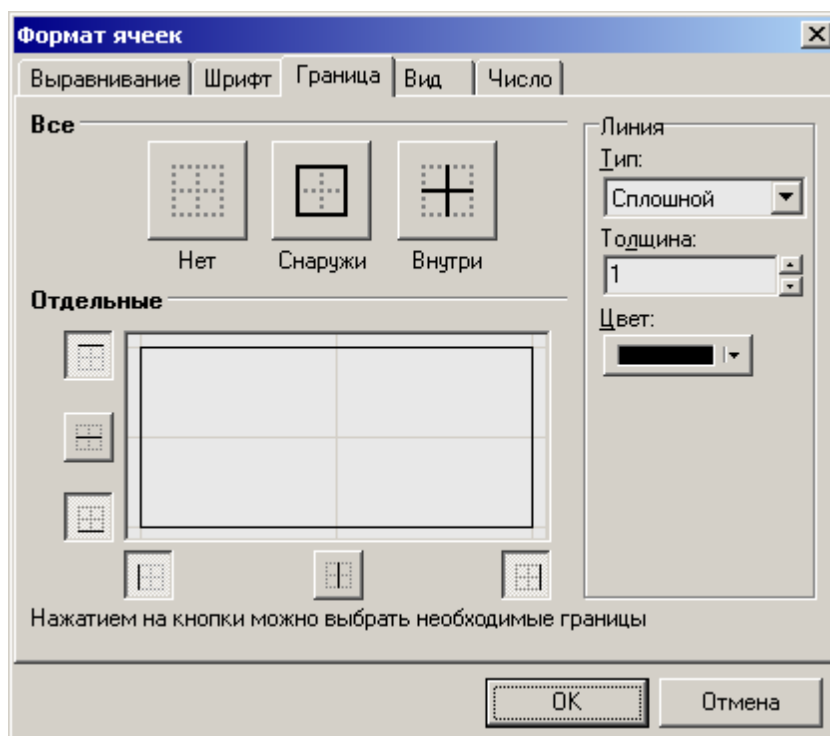 Формат ячеек
Выравнивание Шрифт Граница Вид Число
Все
Нет Снаружи Внутри
Отдельные
Линия
Тип:
Сплошной
Толщина:
1
Цвет:
Нажатием на кнопки можно выбрать необходимые границы
OK Отмена